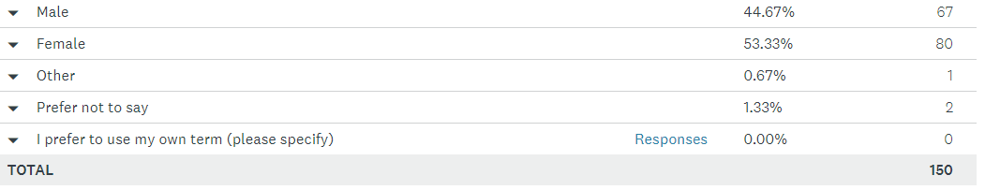 Male 44.67% 67
Female 53.33% 80
Other 0.67% 1
Prefer not to say 1.33% 2
I prefer to use my own term (please specify) Responses 0.00% 0
TOTAL 150